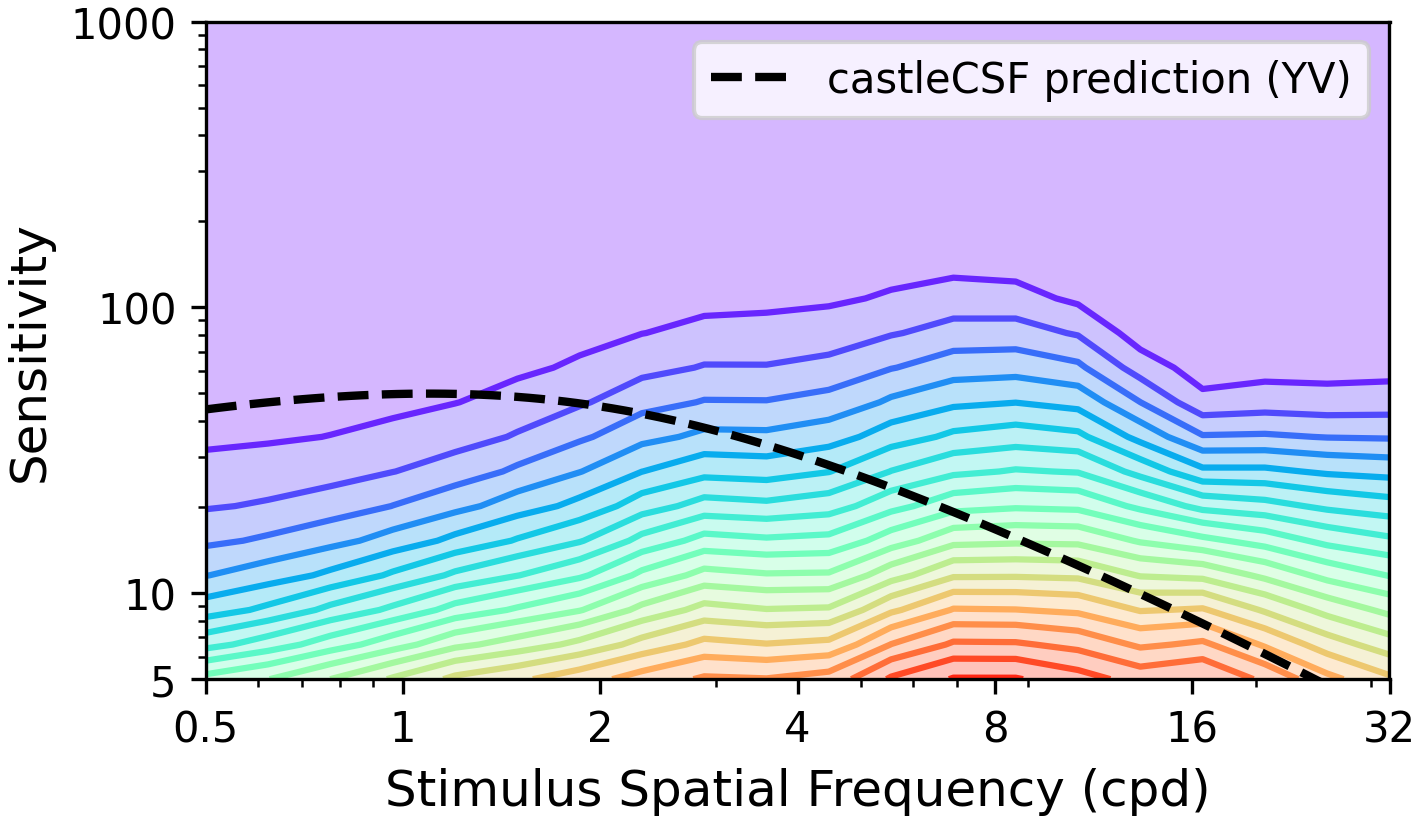 castleCSF prediction (YV)
Sensitivity
1000
100
10
5
0.5 1 2 4 8 16 32
Stimulus Spatial Frequency (cpd)